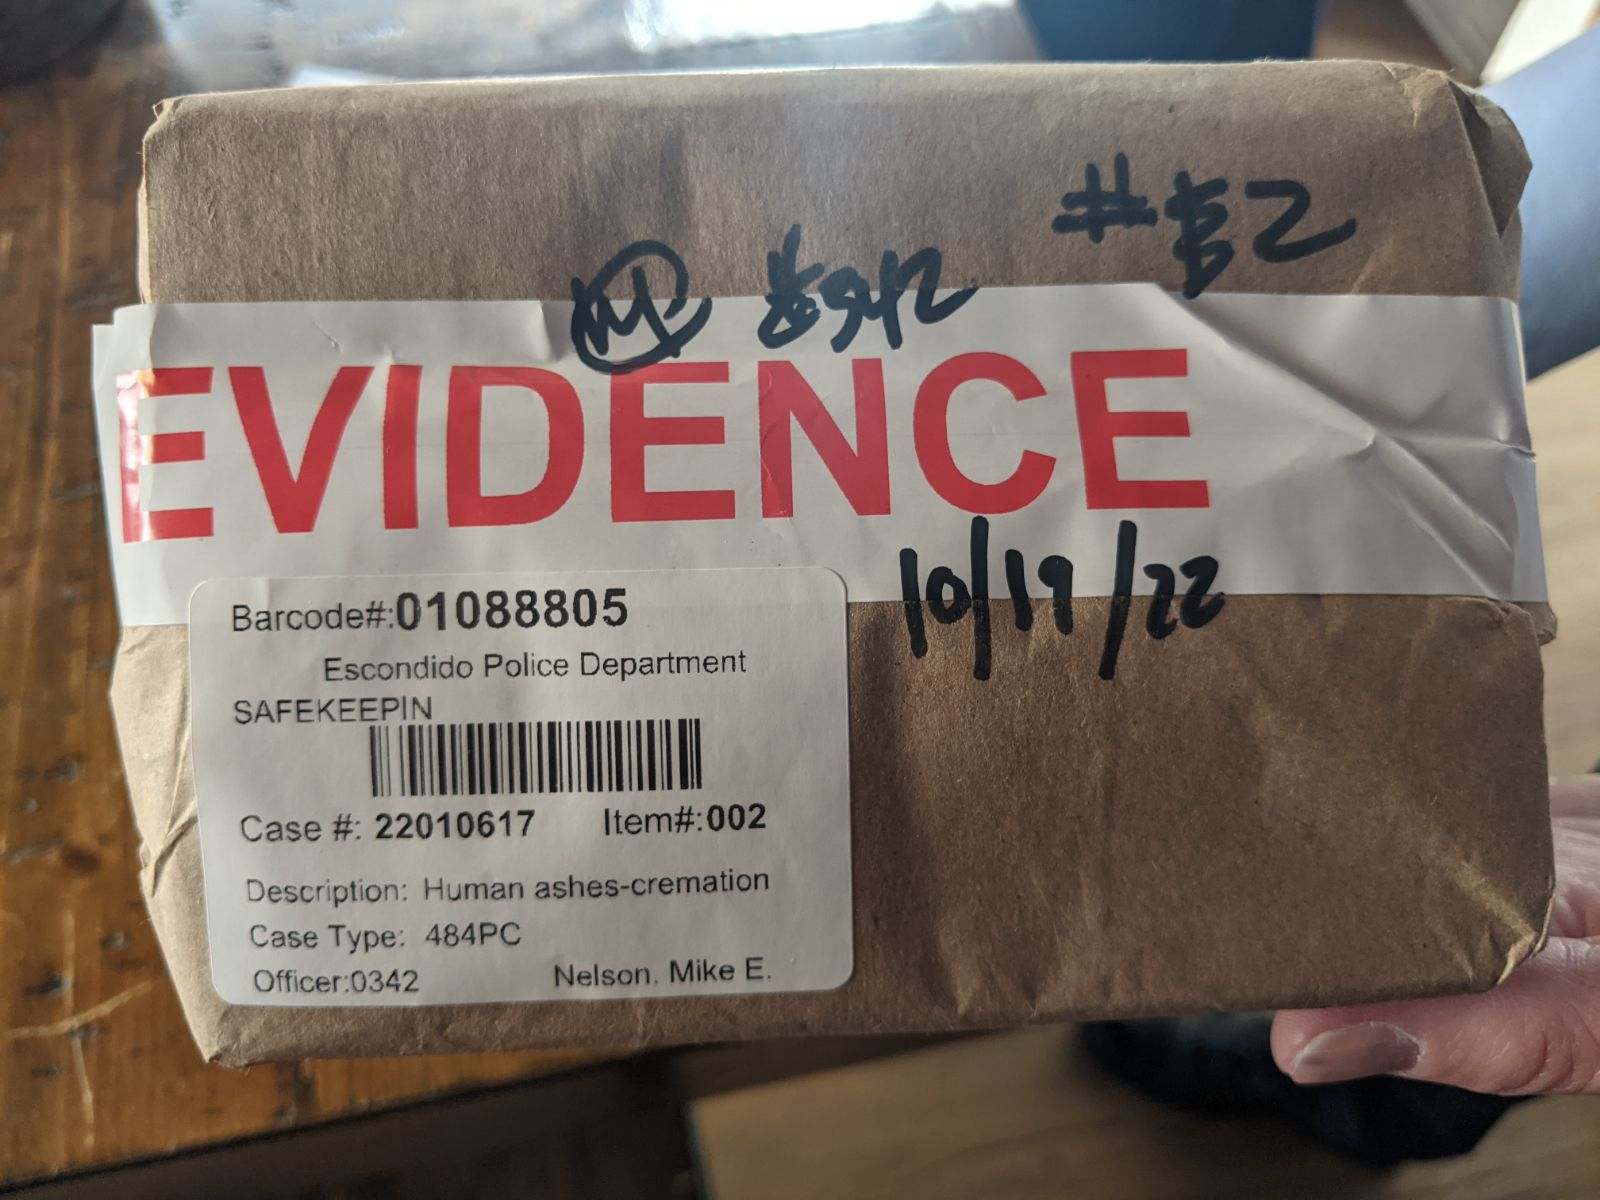 #2
342
EVIDENCE
10/19/22
Barcode#:01088805
Escondido Police Department
SAFEKEEPIN
Case #: 22010617 Item#:002
Description: Human ashes-cremation
Case Type: 484PC
Officer:0342 Nelson, Mike E.